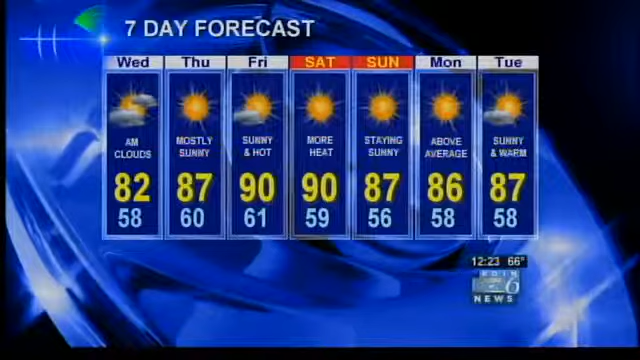 7 DAY FORECAST
Wed Thu Fri SAT SUN Mon Tue
AM CLOUDS
MOSTLY SUNNY
SUNNY & HOT
MORE HEAT
STAYING SUNNY
ABOVE AVERAGE
SUNNY & WARM
82 87 90 90 87 86 87
58 60 61 59 56 58 58
12:23 66°
KOIN
6
NEWS